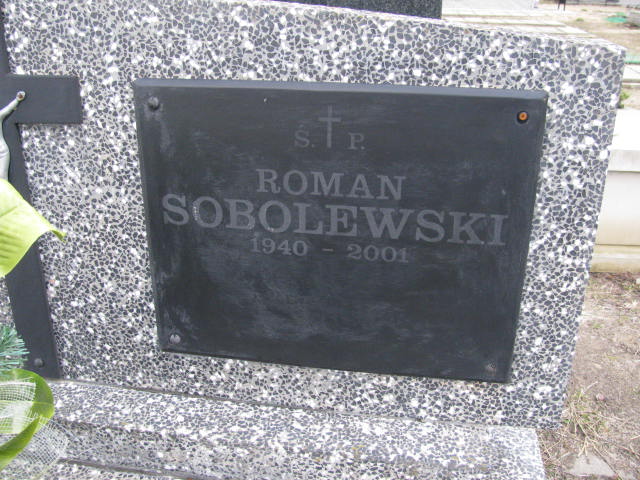 Ś. P.
ROMAN
SOBOLEWSKI
1940 - 2001